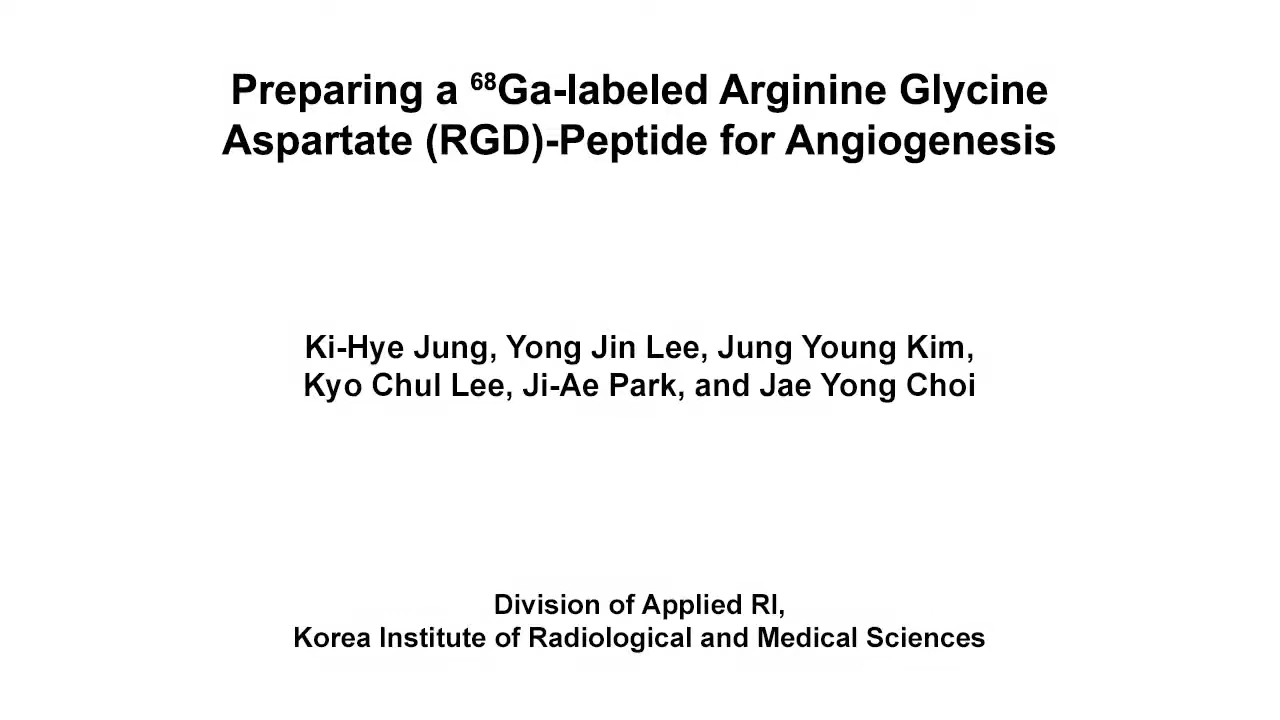 Preparing a ⁶⁸Ga-labeled Arginine Glycine
Aspartate (RGD)-Peptide for Angiogenesis
Ki-Hye Jung, Yong Jin Lee, Jung Young Kim,
Kyo Chul Lee, Ji-Ae Park, and Jae Yong Choi
Division of Applied RI,
Korea Institute of Radiological and Medical Sciences